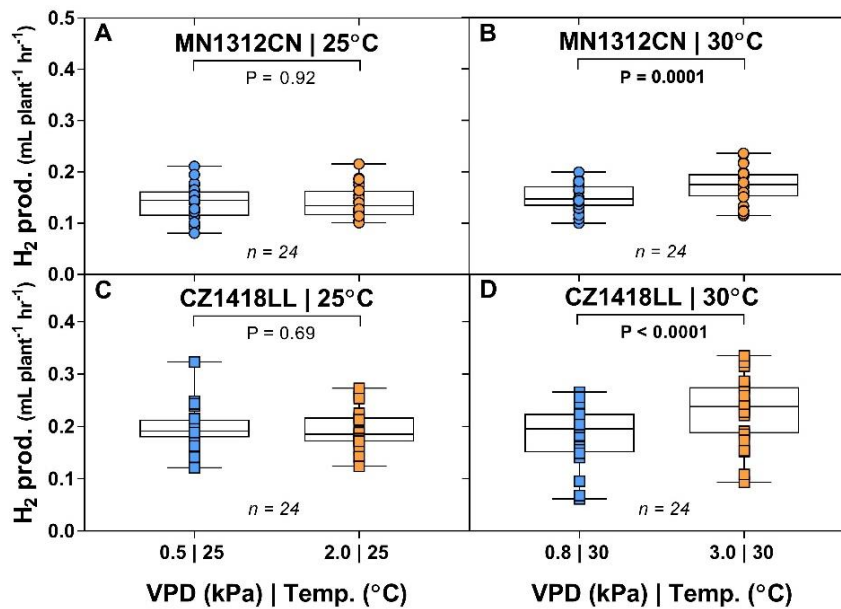 A
MN1312CN | 25°C
P = 0.92
n = 24
B
MN1312CN | 30°C
P = 0.0001
n = 24
C
CZ1418LL | 25°C
P = 0.69
n = 24
D
CZ1418LL | 30°C
P < 0.0001
n = 24
H₂ prod. (mL plant⁻¹ hr⁻¹)
0.5
0.4
0.3
0.2
0.1
0.0
H₂ prod. (mL plant⁻¹ hr⁻¹)
0.4
0.3
0.2
0.1
0.0
0.5 | 25
2.0 | 25
0.8 | 30
3.0 | 30
VPD (kPa) | Temp. (°C)
VPD (kPa) | Temp. (°C)